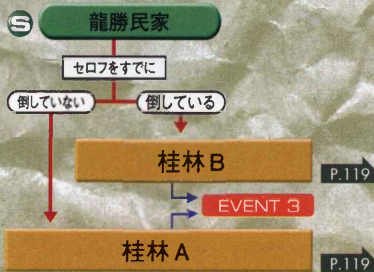 S 龍勝民家
セロフをすでに
倒していない 倒している
桂林B
P.119
EVENT 3
桂林A
P.119